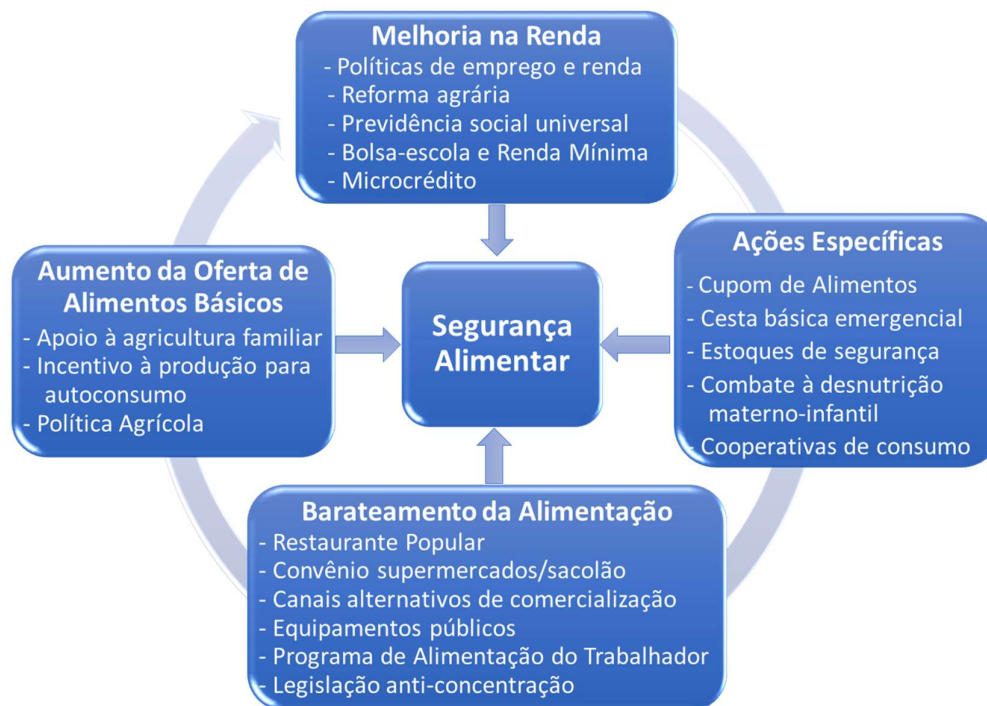 Melhoria na Renda
- Políticas de emprego e renda
- Reforma agrária
- Previdência social universal
- Bolsa-escola e Renda Mínima
- Microcrédito
Aumento da Oferta de
Alimentos Básicos
- Apoio à agricultura familiar
- Incentivo à produção para
autoconsumo
- Política Agrícola
Segurança
Alimentar
Ações Específicas
- Cupom de Alimentos
- Cesta básica emergencial
- Estoques de segurança
- Combate à desnutrição
materno-infantil
- Cooperativas de consumo
Barateamento da Alimentação
- Restaurante Popular
- Convênio supermercados/sacolão
- Canais alternativos de comercialização
- Equipamentos públicos
- Programa de Alimentação do Trabalhador
- Legislação anti-concentração